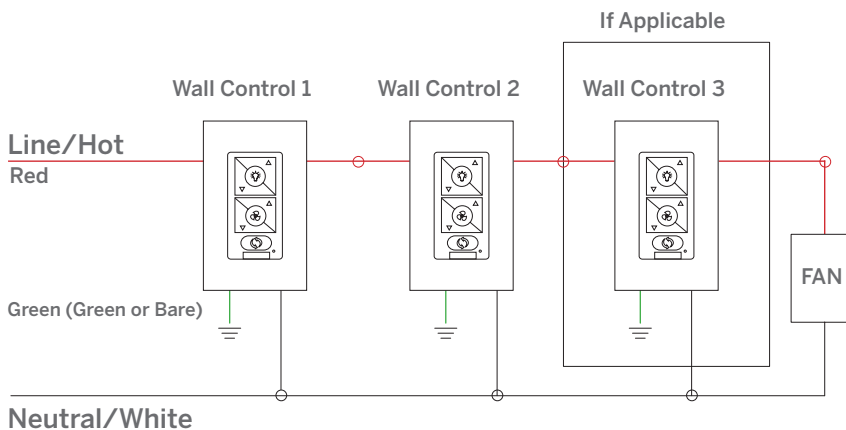 If Applicable
Wall Control 1
Wall Control 2
Wall Control 3
Line/Hot
Red
FAN
Green (Green or Bare)
Neutral/White